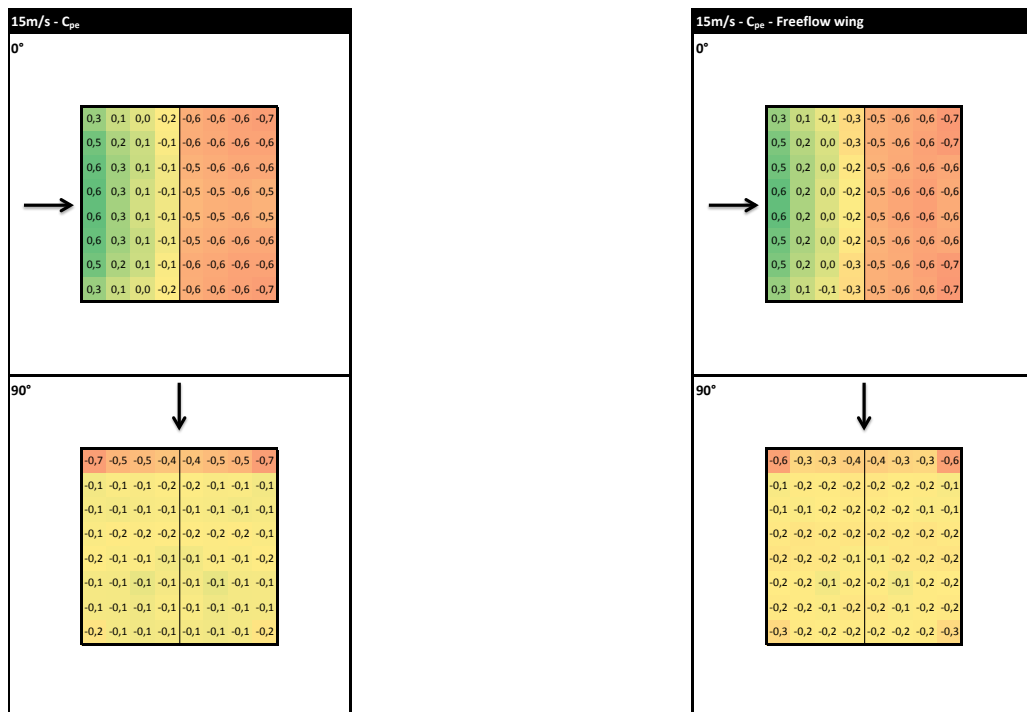 15m/s - Cpe
0°
0,3 0,1 0,0 -0,2 -0,6 -0,6 -0,6 -0,7
0,5 0,2 0,1 -0,1 -0,6 -0,6 -0,6 -0,6
0,6 0,3 0,1 -0,1 -0,5 -0,6 -0,6 -0,6
0,6 0,3 0,1 -0,1 -0,5 -0,5 -0,6 -0,5
0,6 0,3 0,1 -0,1 -0,5 -0,5 -0,6 -0,5
0,6 0,3 0,1 -0,1 -0,5 -0,6 -0,6 -0,6
0,5 0,2 0,1 -0,1 -0,6 -0,6 -0,6 -0,6
0,3 0,1 0,0 -0,2 -0,6 -0,6 -0,6 -0,7
90°
-0,7 -0,5 -0,5 -0,4 -0,4 -0,5 -0,5 -0,7
-0,1 -0,1 -0,1 -0,2 -0,2 -0,1 -0,1 -0,1
-0,1 -0,1 -0,1 -0,1 -0,1 -0,1 -0,1 -0,1
-0,1 -0,2 -0,2 -0,2 -0,2 -0,2 -0,2 -0,1
-0,2 -0,1 -0,1 -0,1 -0,1 -0,1 -0,1 -0,2
-0,1 -0,1 -0,1 -0,1 -0,1 -0,1 -0,1 -0,1
-0,1 -0,1 -0,1 -0,1 -0,1 -0,1 -0,1 -0,1
-0,2 -0,1 -0,1 -0,1 -0,1 -0,1 -0,1 -0,2
15m/s - Cpe - Freeflow wing
0°
0,3 0,1 -0,1 -0,3 -0,5 -0,6 -0,6 -0,7
0,5 0,2 0,0 -0,3 -0,5 -0,6 -0,6 -0,7
0,5 0,2 0,0 -0,2 -0,5 -0,6 -0,6 -0,6
0,6 0,2 0,0 -0,2 -0,5 -0,6 -0,6 -0,6
0,6 0,2 0,0 -0,2 -0,5 -0,6 -0,6 -0,6
0,5 0,2 0,0 -0,2 -0,5 -0,6 -0,6 -0,6
0,5 0,2 0,0 -0,3 -0,5 -0,6 -0,6 -0,7
0,3 0,1 -0,1 -0,3 -0,5 -0,6 -0,6 -0,7
90°
-0,6 -0,3 -0,3 -0,4 -0,4 -0,3 -0,3 -0,6
-0,1 -0,2 -0,2 -0,2 -0,2 -0,2 -0,2 -0,1
-0,1 -0,1 -0,2 -0,2 -0,2 -0,2 -0,1 -0,1
-0,2 -0,2 -0,2 -0,2 -0,2 -0,2 -0,2 -0,2
-0,2 -0,2 -0,2 -0,1 -0,1 -0,2 -0,2 -0,2
-0,2 -0,2 -0,1 -0,2 -0,2 -0,1 -0,2 -0,2
-0,2 -0,2 -0,1 -0,2 -0,2 -0,1 -0,2 -0,2
-0,3 -0,2 -0,2 -0,2 -0,2 -0,2 -0,2 -0,3